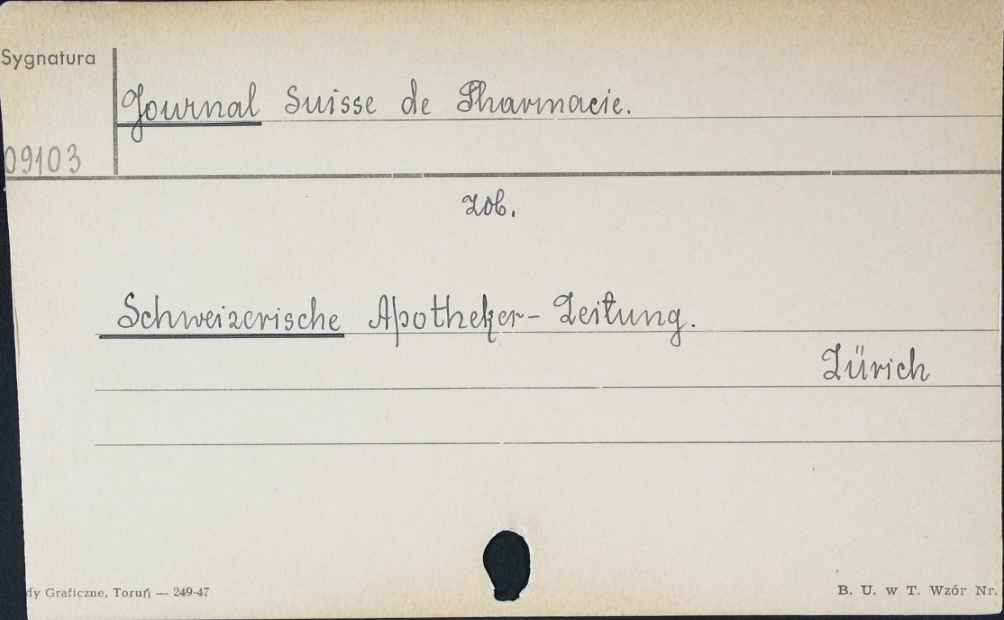 Sygnatura
Journal Suisse de Pharmacie.
09103
zob.
Schweizerische Apotheker-Zeitung.
Zürich
dy Graficzne, Toruń — 249-47
B. U. w T. Wzór Nr.